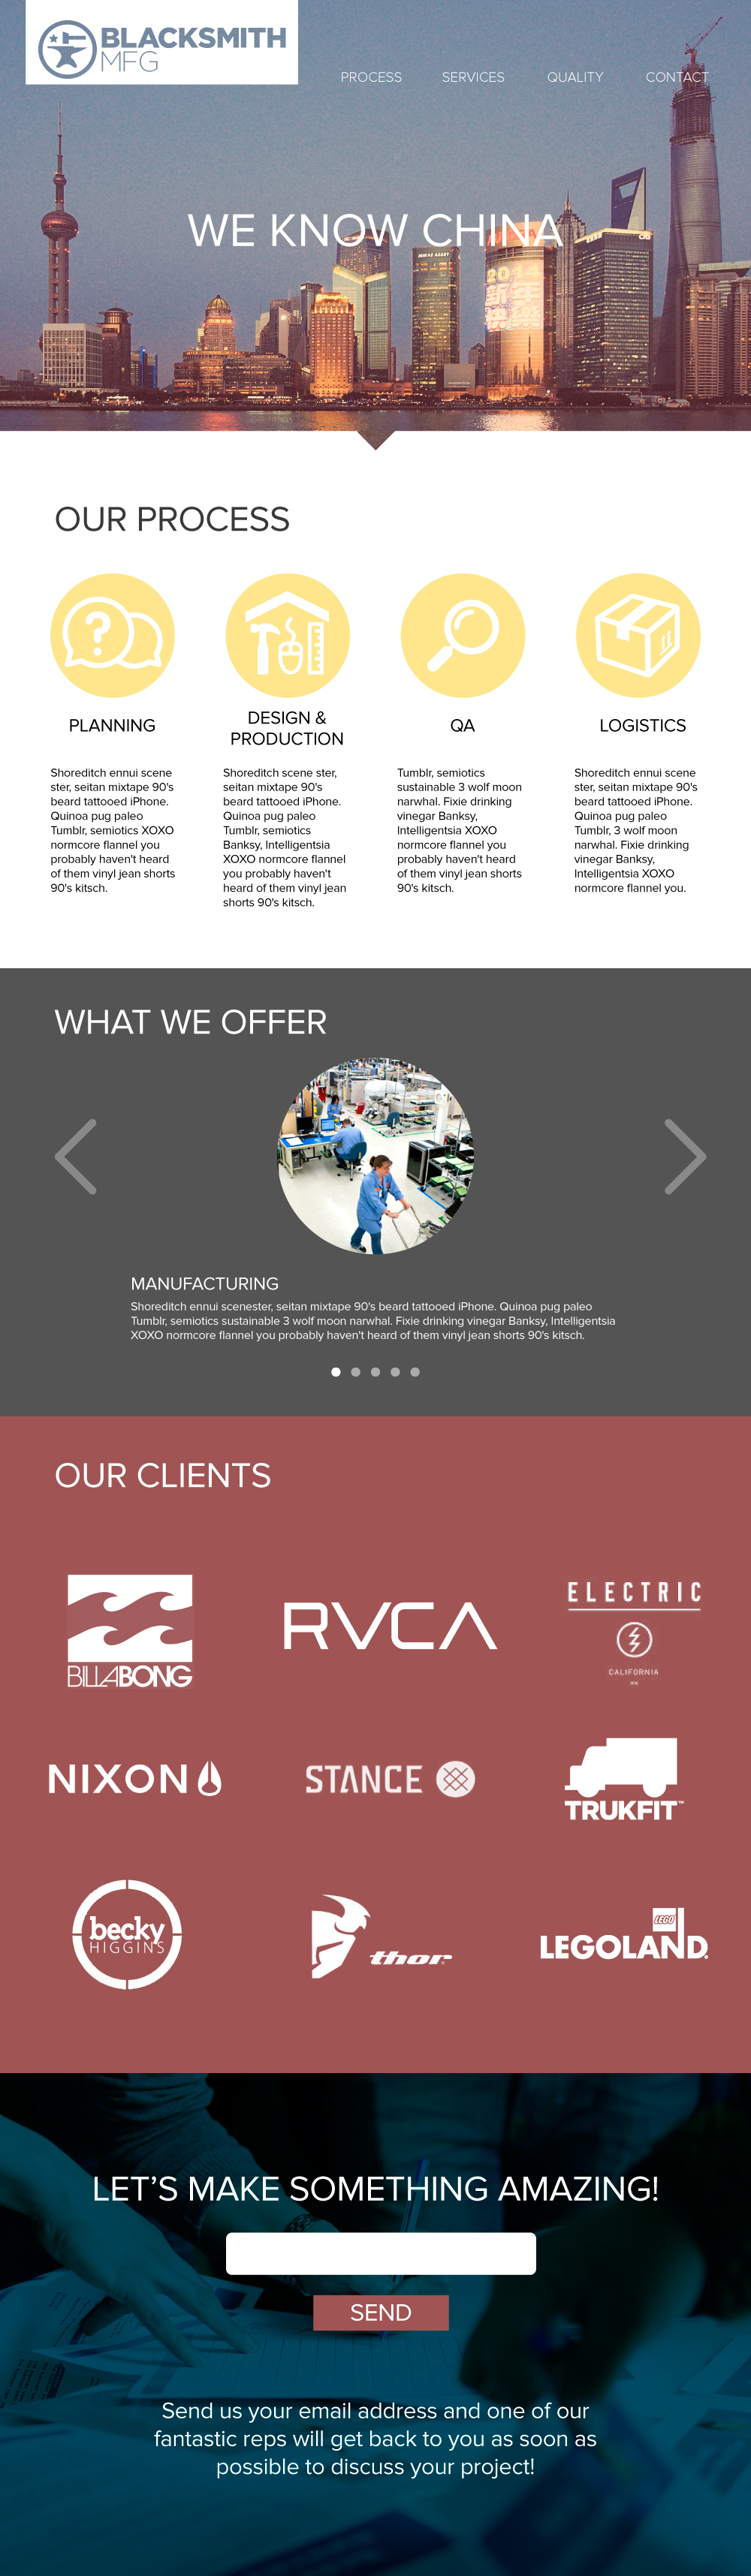 BLACKSMITH
MFG
PROCESS
SERVICES
QUALITY
CONTACT
WE KNOW CHINA
2014
新年
快樂
OUR PROCESS
?
PLANNING
Shoreditch ennui scene
ster, seitan mixtape 90's
beard tattooed iPhone.
Quinoa pug paleo
Tumblr, semiotics XOXO
normcore flannel you
probably haven't heard
of them vinyl jean shorts
90's kitsch.
DESIGN &
PRODUCTION
Shoreditch scene ster,
seitan mixtape 90's
beard tattooed iPhone.
Quinoa pug paleo
Tumblr, semiotics
Banksy, Intelligentsia
XOXO normcore flannel
you probably haven't
heard of them vinyl jean
shorts 90's kitsch.
QA
Tumblr, semiotics
sustainable 3 wolf moon
narwhal. Fixie drinking
vinegar Banksy,
Intelligentsia XOXO
normcore flannel you
probably haven't heard
of them vinyl jean shorts
90's kitsch.
LOGISTICS
Shoreditch ennui scene
ster, seitan mixtape 90's
beard tattooed iPhone.
Quinoa pug paleo
Tumblr, 3 wolf moon
narwhal. Fixie drinking
vinegar Banksy,
Intelligentsia XOXO
normcore flannel you.
WHAT WE OFFER
MANUFACTURING
Shoreditch ennui scenester, seitan mixtape 90's beard tattooed iPhone. Quinoa pug paleo
Tumblr, semiotics sustainable 3 wolf moon narwhal. Fixie drinking vinegar Banksy, Intelligentsia
XOXO normcore flannel you probably haven't heard of them vinyl jean shorts 90's kitsch.
OUR CLIENTS
BILLABONG
RVCA
ELECTRIC
CALIFORNIA
NIXON
STANCE
TRUKFIT™
becky
HIGGINS
thor
LEGO
LEGOLAND®
LET'S MAKE SOMETHING AMAZING!
SEND
Send us your email address and one of our
fantastic reps will get back to you as soon as
possible to discuss your project!